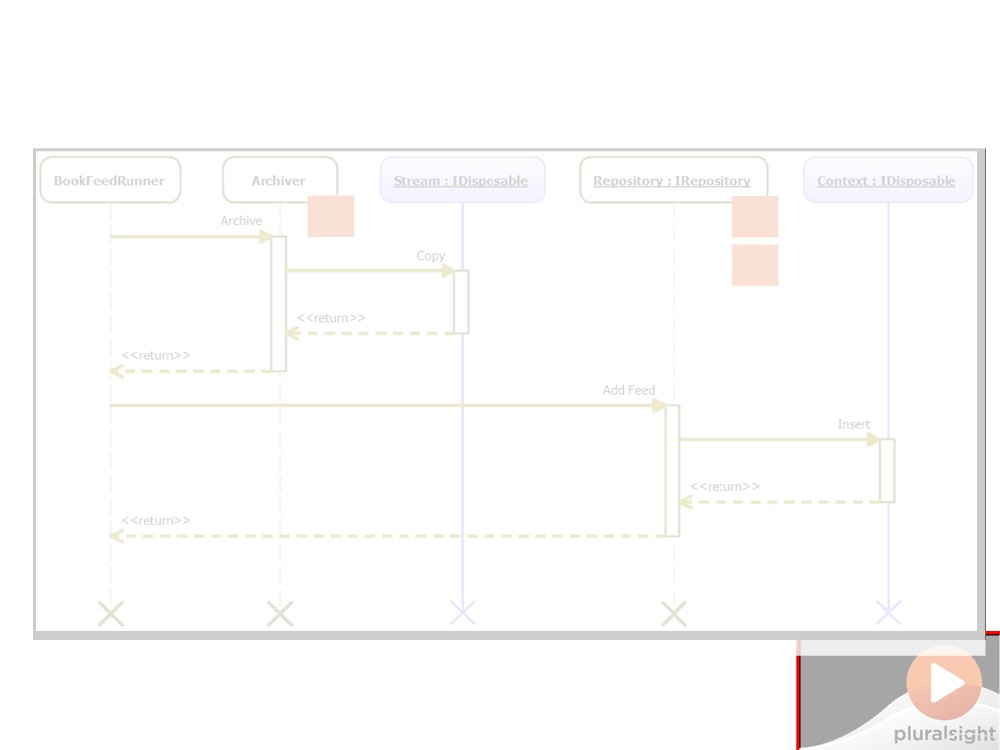 BookFeedRunner
Archiver
Stream : IDisposable
Repository : IRepository
Context : IDisposable
Archive
Copy
<<return>>
<<return>>
Add Feed
Insert
<<return>>
<<return>>
pluralsight